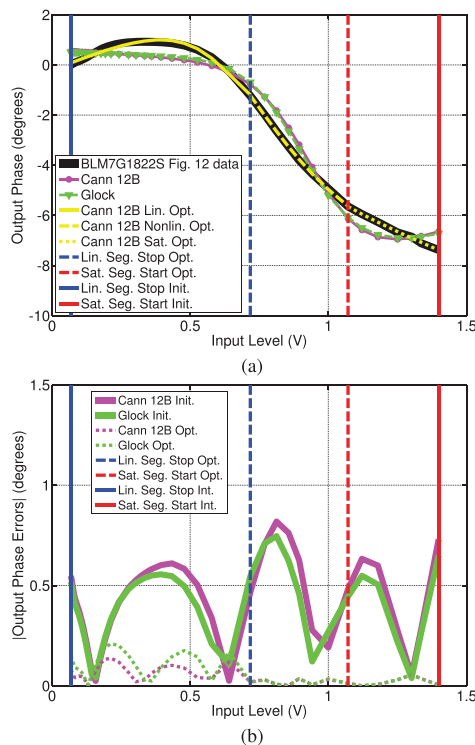 2
0
-2
-4
-6
-8
-10
0
0.5
1
1.5
Output Phase (degrees)
BLM7G1822S Fig. 12 data
Cann 12B
Glock
Cann 12B Lin. Opt.
Cann 12B Nonlin. Opt.
Cann 12B Sat. Opt.
Lin. Seg. Stop Opt.
Sat. Seg. Start Opt.
Lin. Seg. Stop Init.
Sat. Seg. Start Init.
Input Level (V)
(a)
1.5
1
0.5
0
0
0.5
1
1.5
|Output Phase Errors| (degrees)
Cann 12B Init.
Glock Init.
Cann 12B Opt.
Glock Opt.
Lin. Seg. Stop Opt.
Sat. Seg. Start Opt.
Lin. Seg. Stop Int.
Sat. Seg. Start Int.
Input Level (V)
(b)